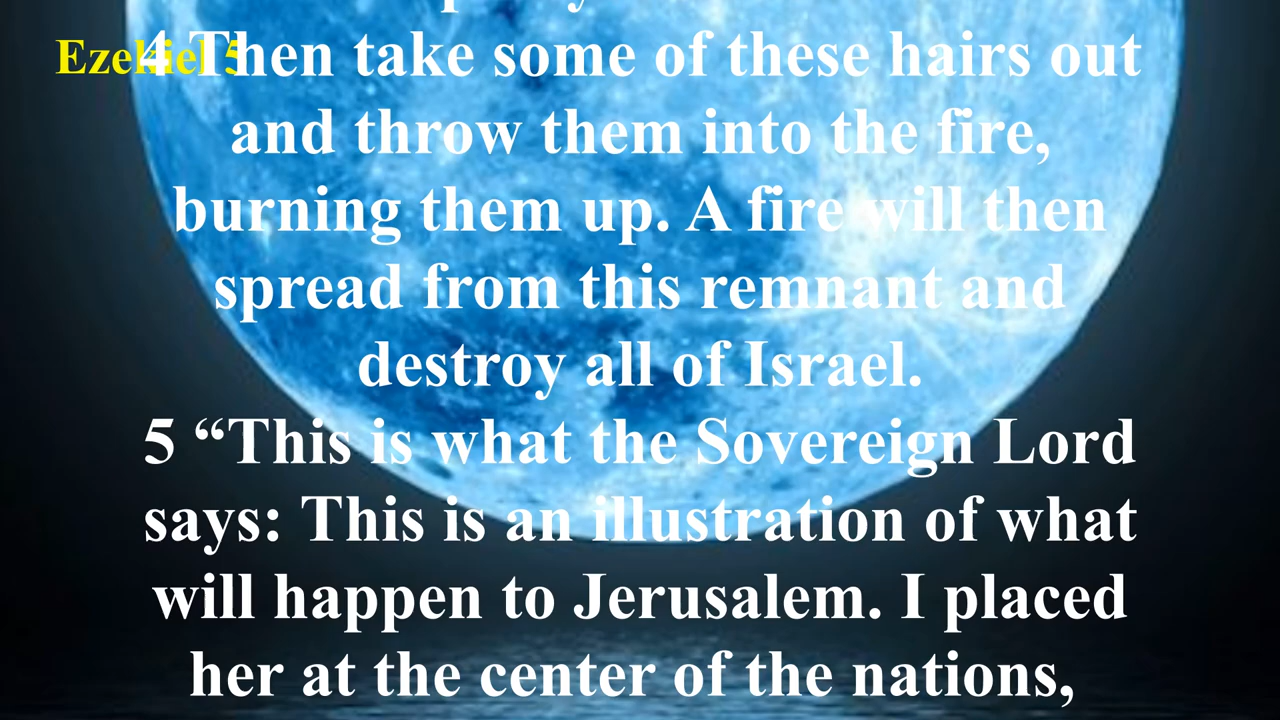 Ezekiel 5
4 Then take some of these hairs out
and throw them into the fire,
burning them up. A fire will then
spread from this remnant and
destroy all of Israel.
5 “This is what the Sovereign Lord
says: This is an illustration of what
will happen to Jerusalem. I placed
her at the center of the nations,